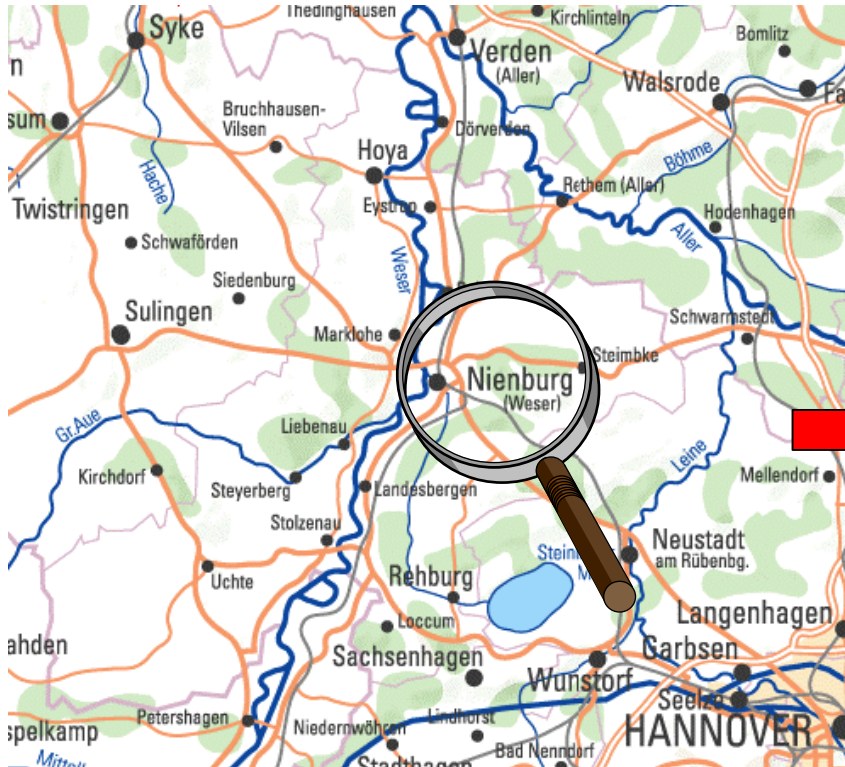 Thedinghausen
Kirchlinteln
Syke
Verden
(Aller)
Bomlitz
Walsrode
Bruchhausen-
Vilsen
Dörverden
Hoya
Böhme
Hache
Rethem (Aller)
Twistringen
Eystrup
Hodenhagen
Schwaförden
Aller
Weser
Siedenburg
Sulingen
Schwarmstedt
Marklohe
Steimbke
Nienburg
(Weser)
Gr.Aue
Liebenau
Leine
Kirchdorf
Steyerberg
Landesbergen
Mellendorf
Stolzenau
Neustadt
am Rübenbg.
Uchte
Rehburg
Loccum
Langenhagen
Sachsenhagen
Garbsen
Wunstorf
Seelze
Petershagen
Niedernwöhren
Lindhorst
HANNOVER
Bad Nenndorf
Stadthagen